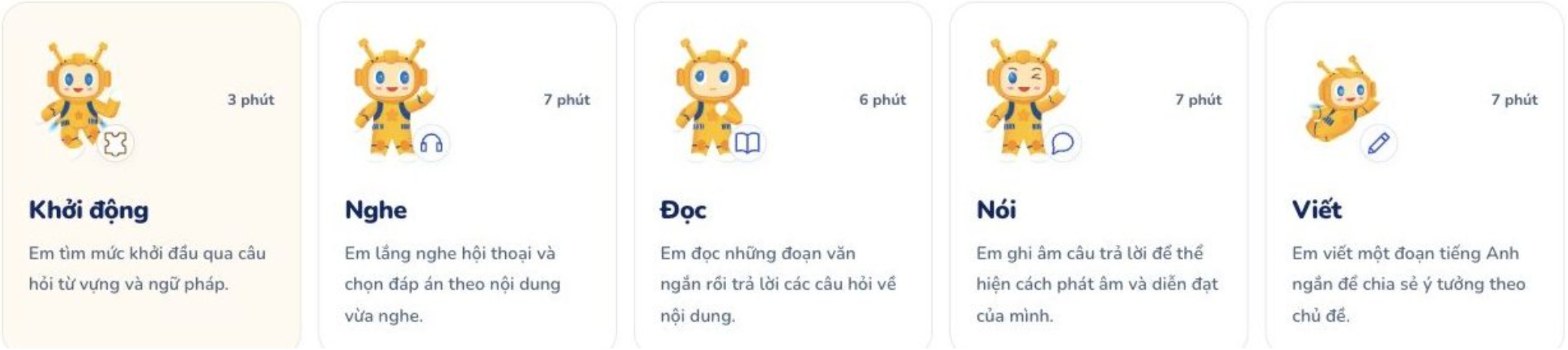 3 phút
Khởi động
Em tìm mức khởi đầu qua câu
hỏi từ vựng và ngữ pháp.
7 phút
Nghe
Em lắng nghe hội thoại và
chọn đáp án theo nội dung
vừa nghe.
6 phút
Đọc
Em đọc những đoạn văn
ngắn rồi trả lời các câu hỏi về
nội dung.
7 phút
Nói
Em ghi âm câu trả lời để thể
hiện cách phát âm và diễn đạt
của mình.
7 phút
Viết
Em viết một đoạn tiếng Anh
ngắn để chia sẻ ý tưởng theo
chủ đề.